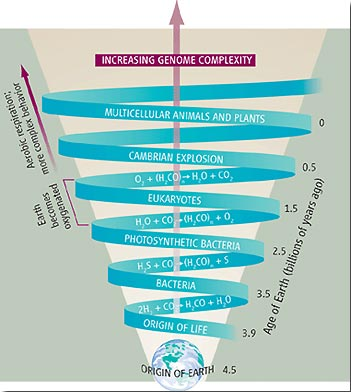 INCREASING GENOME COMPLEXITY
Aerobic respiration;
more complex behavior
MULTICELLULAR ANIMALS AND PLANTS
0
CAMBRIAN EXPLOSION
0.5
O₂ + (H₂CO)ₙ→H₂O + CO₂
EUKARYOTES
1.5
Earth
becomes
oxygenated
H₂O + CO₂→(H₂CO)ₙ + O₂
PHOTOSYNTHETIC BACTERIA
2.5
H₂S + CO₂→(H₂CO)ₙ + S
BACTERIA
3.5
2H₂ + CO₂→H₂CO + H₂O
ORIGIN OF LIFE
3.9
Age of Earth (billions of years ago)
ORIGIN OF EARTH 4.5